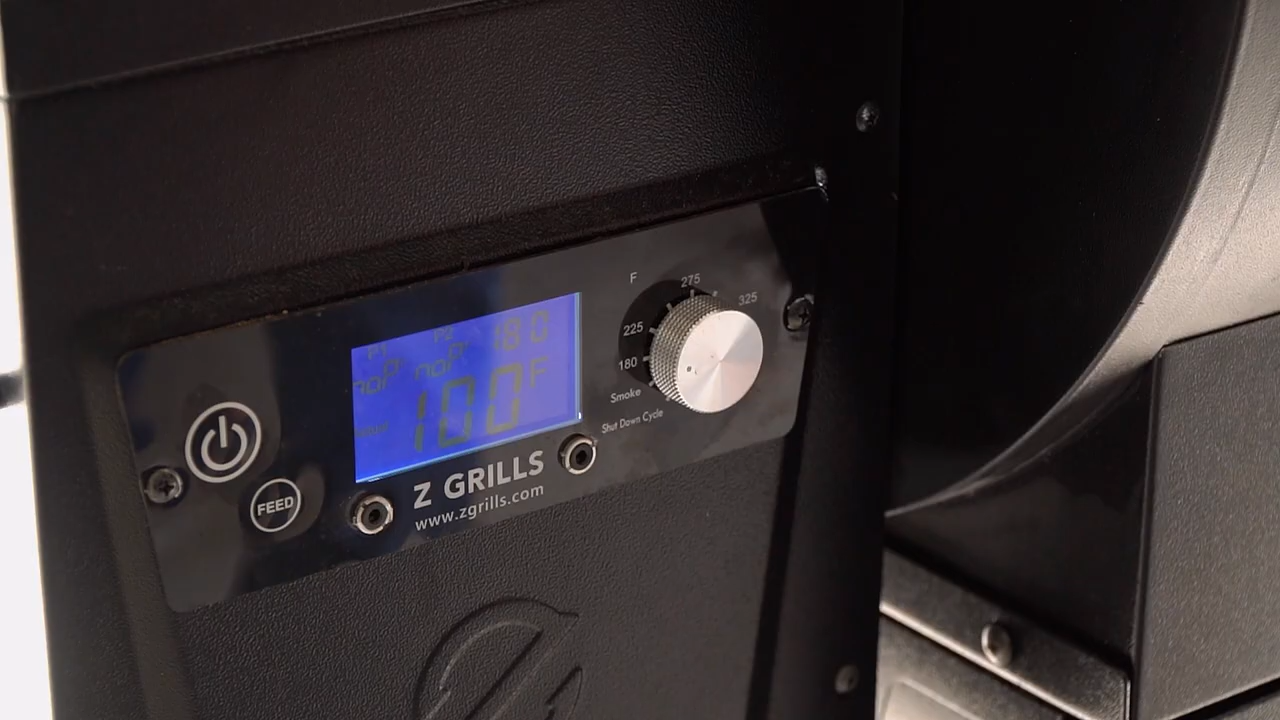 F
275
325
225
180
Smoke
Shut Down Cycle
P1 P2 180
noP noP
100F
FEED
Z GRILLS
www.zgrills.com